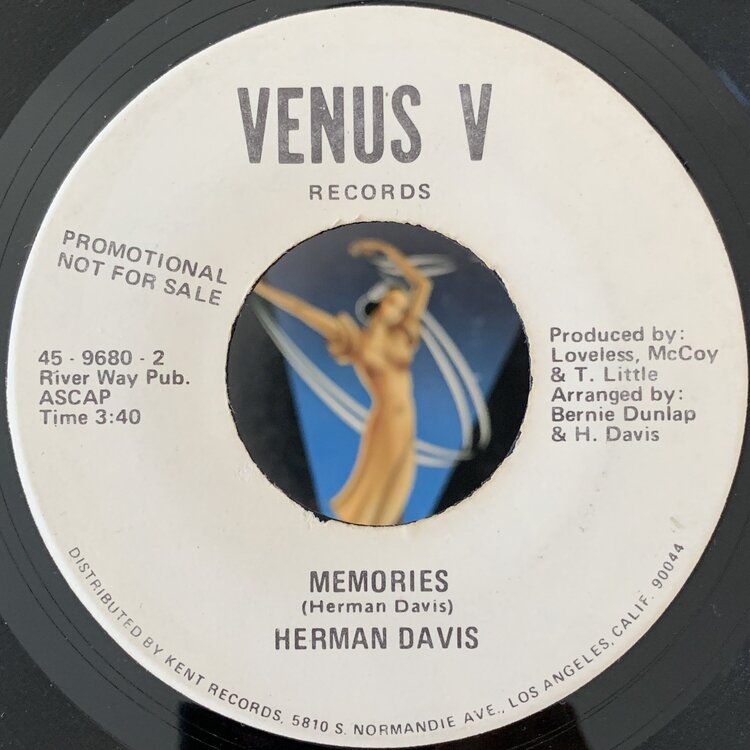 VENUS V
RECORDS
PROMOTIONAL
NOT FOR SALE
45 - 9680 - 2
River Way Pub.
ASCAP
Time 3:40
Produced by:
Loveless, McCoy
& T. Little
Arranged by:
Bernie Dunlap
& H. Davis
MEMORIES
(Herman Davis)
HERMAN DAVIS
DISTRIBUTED BY KENT RECORDS, 5810 S. NORMANDIE AVE., LOS ANGELES, CALIF. 90044